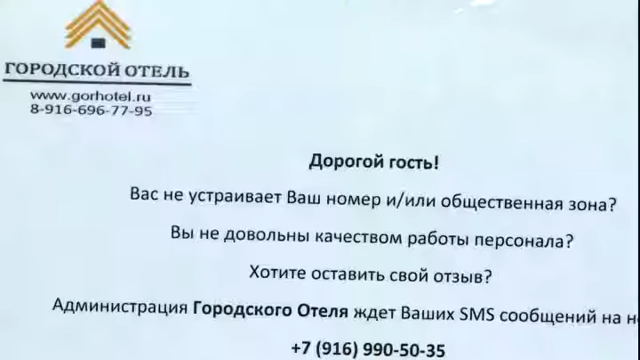 ГОРОДСКОЙ ОТЕЛЬ
www.gorhotel.ru
8-916-696-77-95
Дорогой гость!
Вас не устраивает Ваш номер и/или общественная зона?
Вы не довольны качеством работы персонала?
Хотите оставить свой отзыв?
Администрация Городского Отеля ждет Ваших SMS сообщений на
+7 (916) 990-50-35